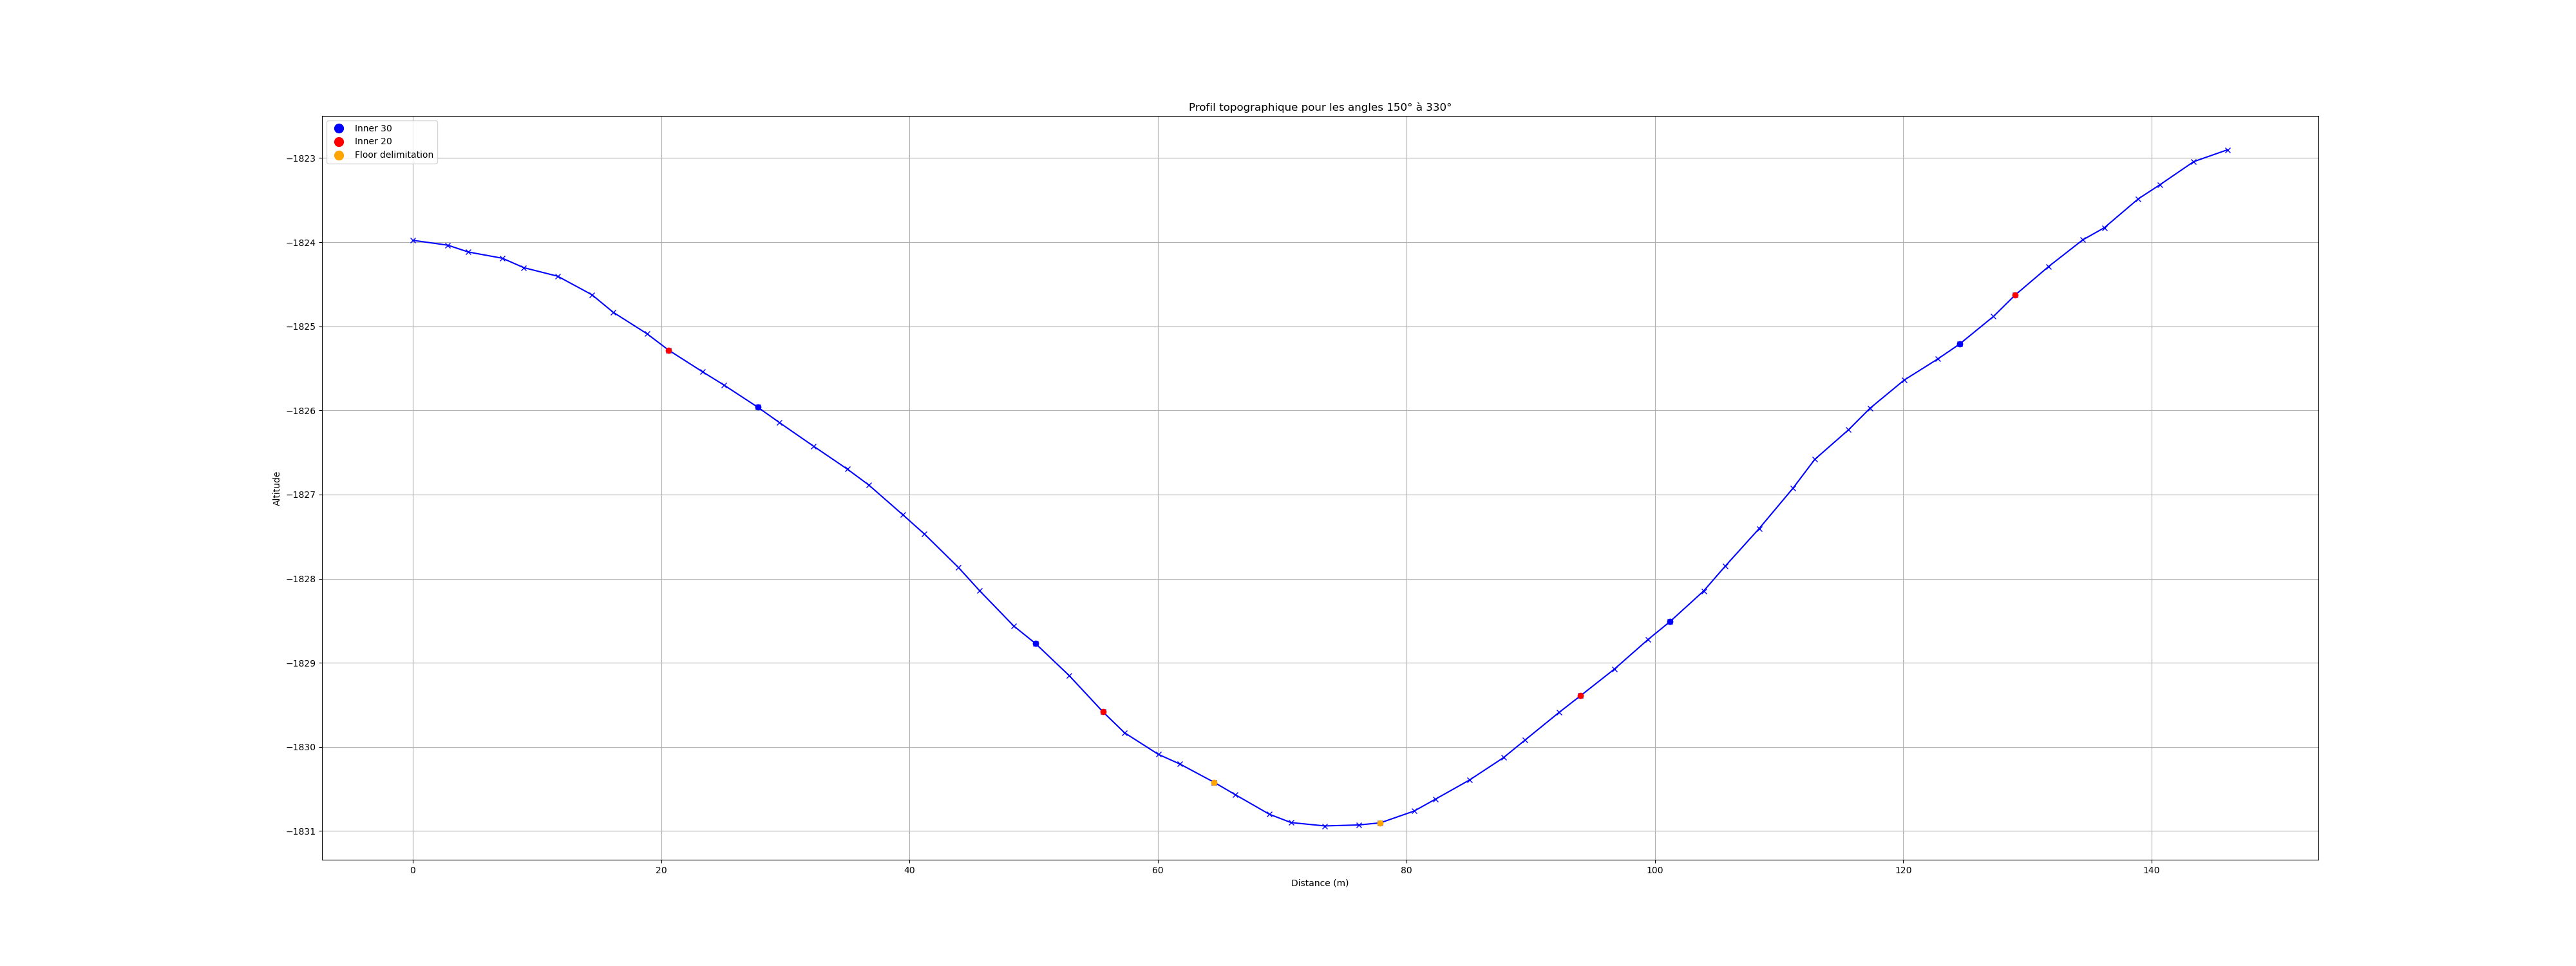 Profil topographique pour les angles 150° à 330°
Inner 30
Inner 20
Floor delimitation
−1823
−1824
−1825
−1826
−1827
−1828
−1829
−1830
−1831
Altitude
0 20 40 60 80 100 120 140
Distance (m)